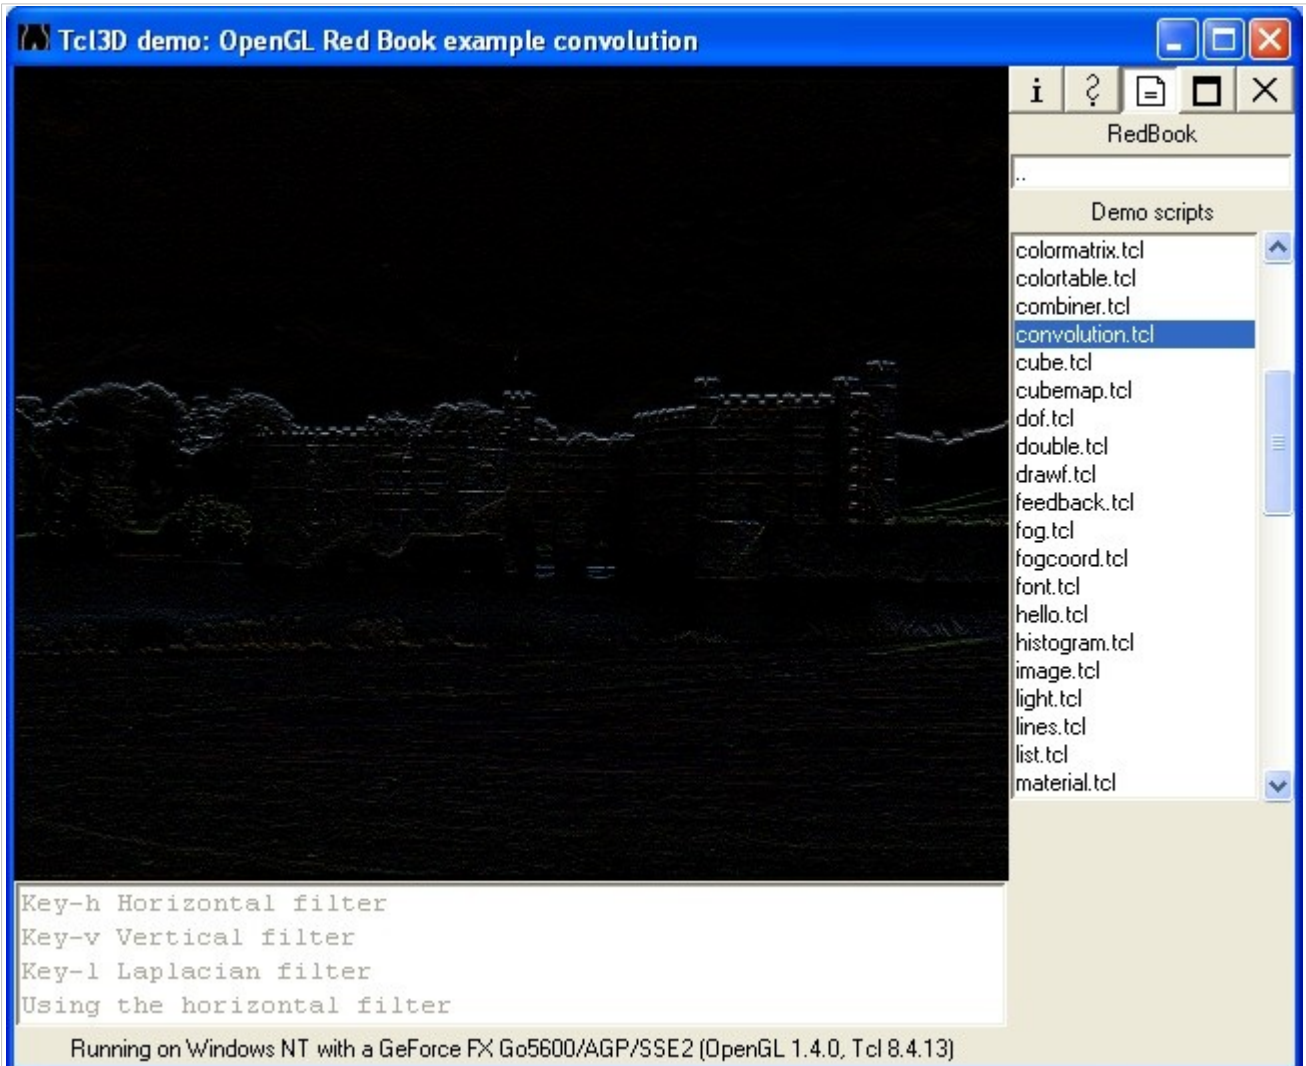 Tcl3D demo: OpenGL Red Book example convolution
i ?
RedBook
..
Demo scripts
colormatrix.tcl
colortable.tcl
combiner.tcl
convolution.tcl
cube.tcl
cubemap.tcl
dof.tcl
double.tcl
drawf.tcl
feedback.tcl
fog.tcl
fogcoord.tcl
font.tcl
hello.tcl
histogram.tcl
image.tcl
light.tcl
lines.tcl
list.tcl
material.tcl
Key-h Horizontal filter
Key-v Vertical filter
Key-l Laplacian filter
Using the horizontal filter
Running on Windows NT with a GeForce FX Go5600/AGP/SSE2 (OpenGL 1.4.0, Tcl 8.4.13)